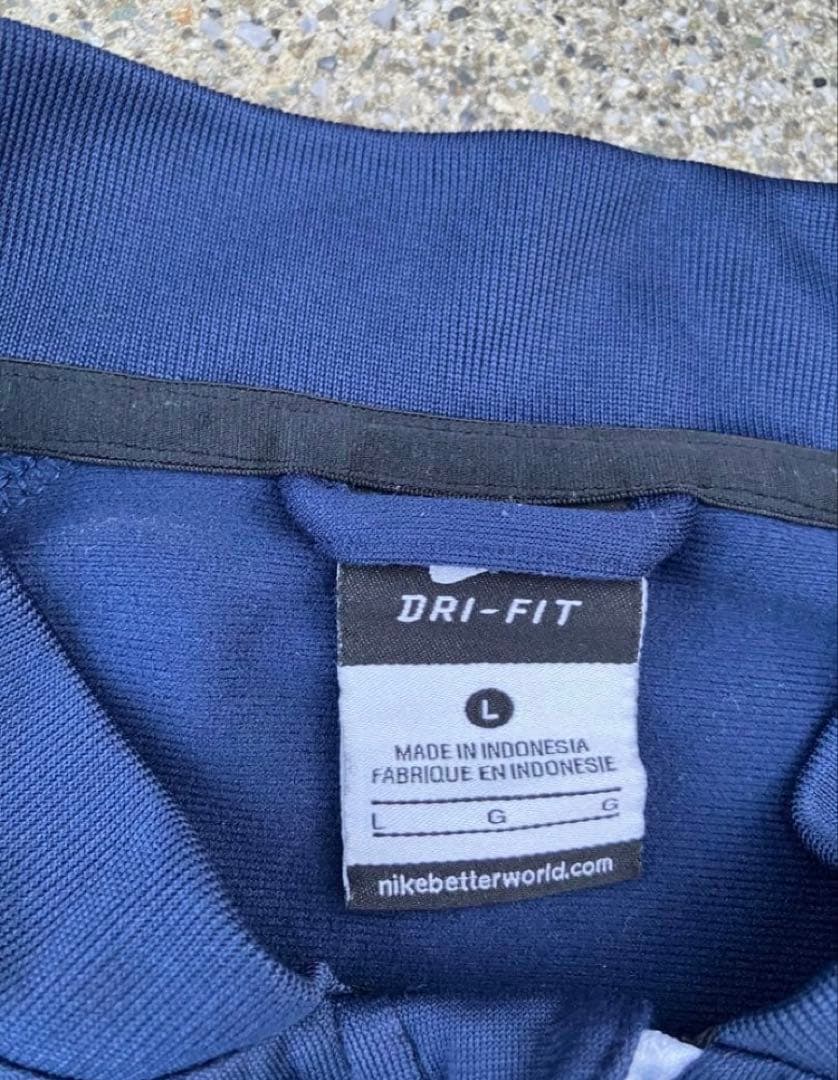 DRI-FIT
L
MADE IN INDONESIA
FABRIQUE EN INDONESIE
L G G
nikebetterworld.com